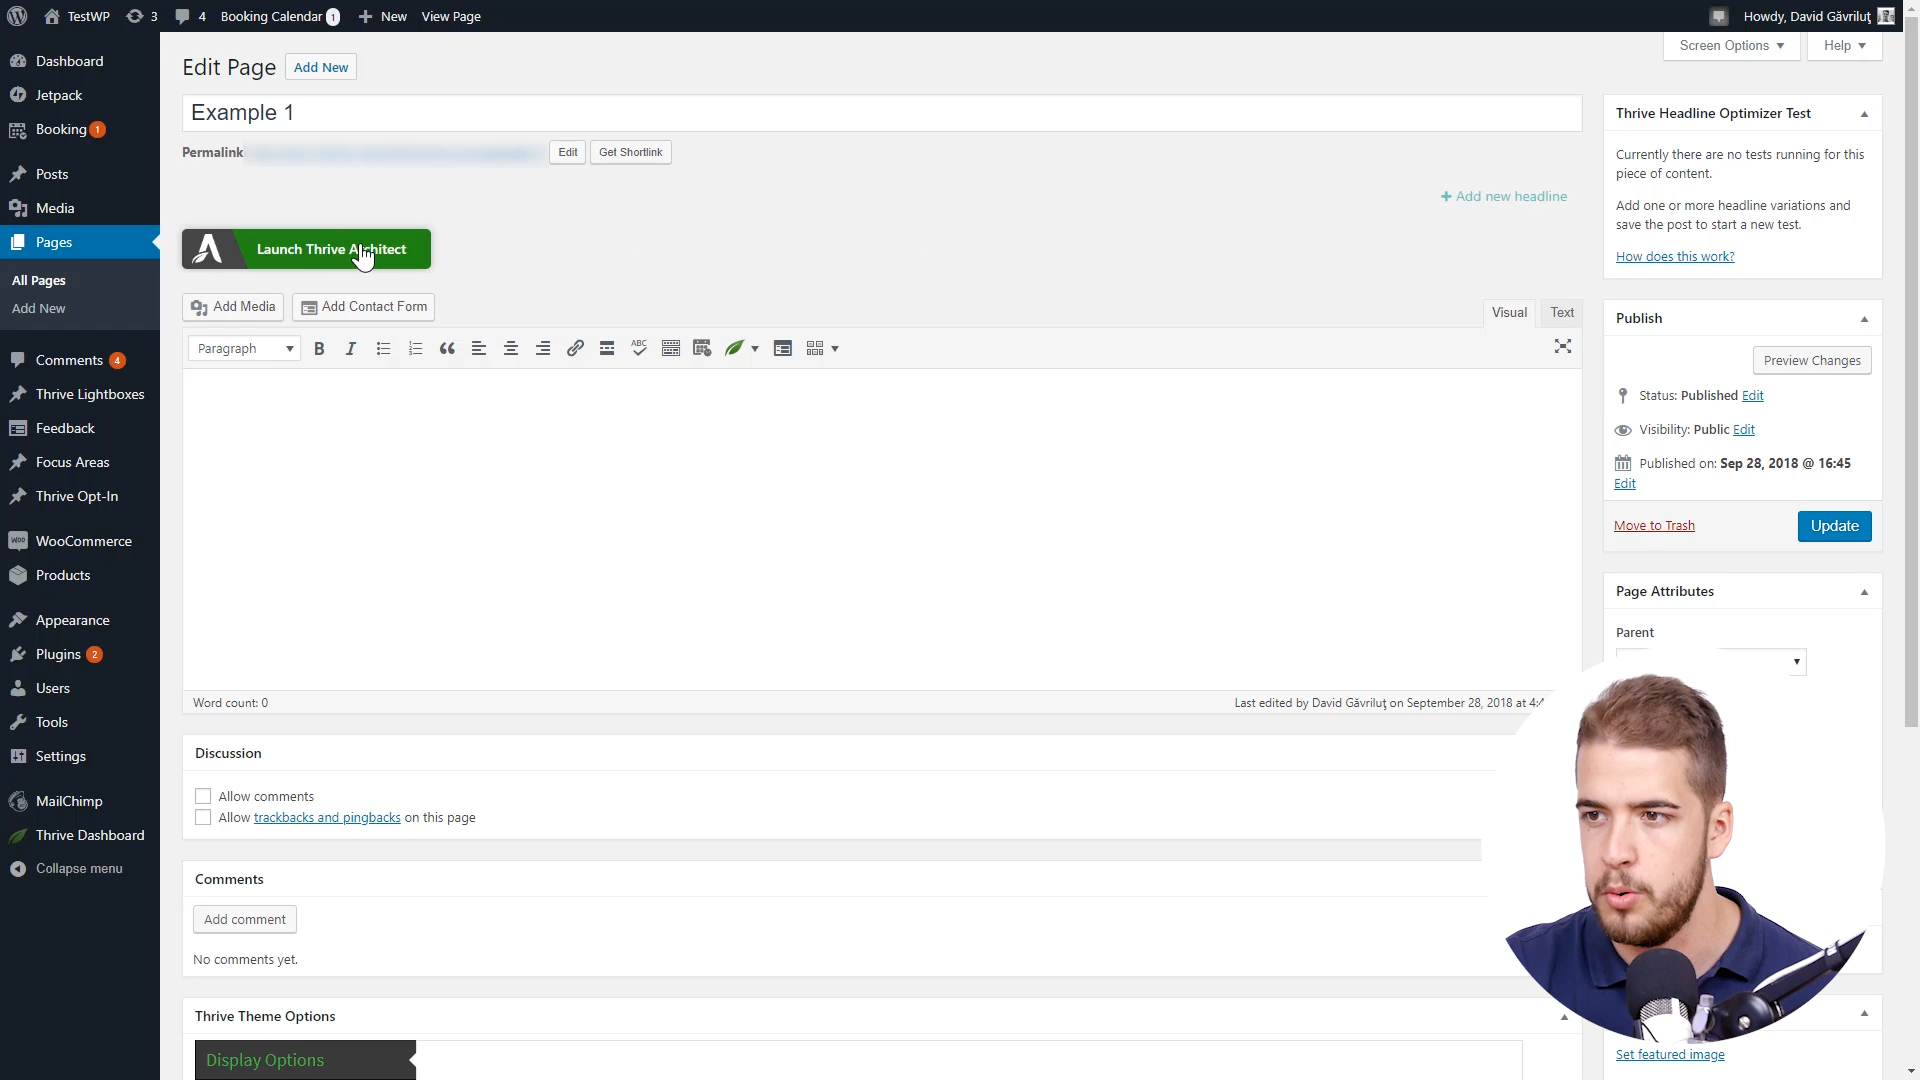 TestWP 3 4 Booking Calendar 1 New View Page
Howdy, David Găvriluț
Screen Options Help
Dashboard
Jetpack
Booking 1
Posts
Media
Pages
All Pages
Add New
Comments 4
Thrive Lightboxes
Feedback
Focus Areas
Thrive Opt-In
WooCommerce
Products
Appearance
Plugins 2
Users
Tools
Settings
MailChimp
Thrive Dashboard
Collapse menu
Edit Page Add New
Example 1
Permalink Edit Get Shortlink
+ Add new headline
Launch Thrive Architect
Add Media Add Contact Form
Visual Text
Paragraph B I ABC
Word count: 0
Last edited by David Găvriluț on September 28, 2018 at
Discussion
Allow comments
Allow trackbacks and pingbacks on this page
Comments
Add comment
No comments yet.
Thrive Theme Options
Display Options
Thrive Headline Optimizer Test
Currently there are no tests running for this
piece of content.
Add one or more headline variations and
save the post to start a new test.
How does this work?
Publish
Preview Changes
Status: Published Edit
Visibility: Public Edit
Published on: Sep 28, 2018 @ 16:45
Edit
Move to Trash Update
Page Attributes
Parent
Set featured image